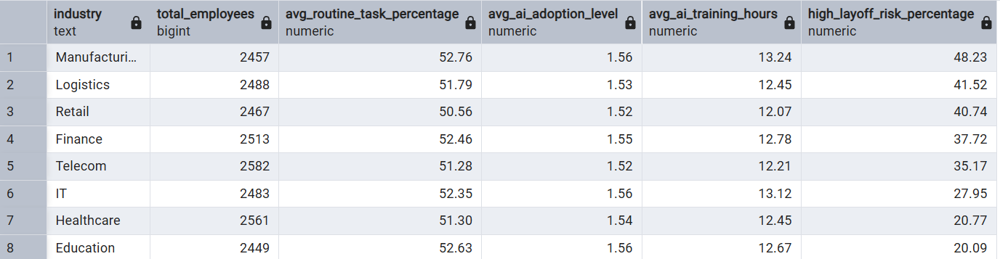 industry total_employees avg_routine_task_percentage avg_ai_adoption_level avg_ai_training_hours high_layoff_risk_percentage
text bigint numeric numeric numeric numeric
1 Manufacturi... 2457 52.76 1.56 13.24 48.23
2 Logistics 2488 51.79 1.53 12.45 41.52
3 Retail 2467 50.56 1.52 12.07 40.74
4 Finance 2513 52.46 1.55 12.78 37.72
5 Telecom 2582 51.28 1.52 12.21 35.17
6 IT 2483 52.35 1.56 13.12 27.95
7 Healthcare 2561 51.30 1.54 12.45 20.77
8 Education 2449 52.63 1.56 12.67 20.09